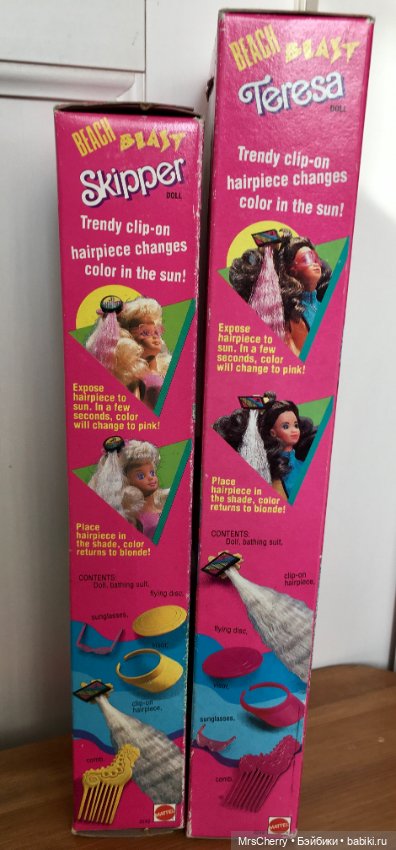 BEACH BLAST
Skipper
DOLL
Trendy clip-on
hairpiece changes
color in the sun!
Expose
hairpiece to
sun. In a few
seconds, color
will change to pink!
Place
hairpiece in
the shade, color
returns to blonde!
CONTENTS:
Doll, bathing suit,
flying disc,
sunglasses,
visor,
clip-on
hairpiece,
comb.
MATTEL
BEACH BLAST
Teresa
DOLL
Trendy clip-on
hairpiece changes
color in the sun!
Expose
hairpiece to
sun. In a few
seconds, color
will change to pink!
Place
hairpiece in
the shade, color
returns to blonde!
CONTENTS:
Doll, bathing suit,
clip-on
hairpiece,
flying disc,
visor,
sunglasses,
comb.
MATTEL
MrsCherry • Бэйбики • babiki.ru